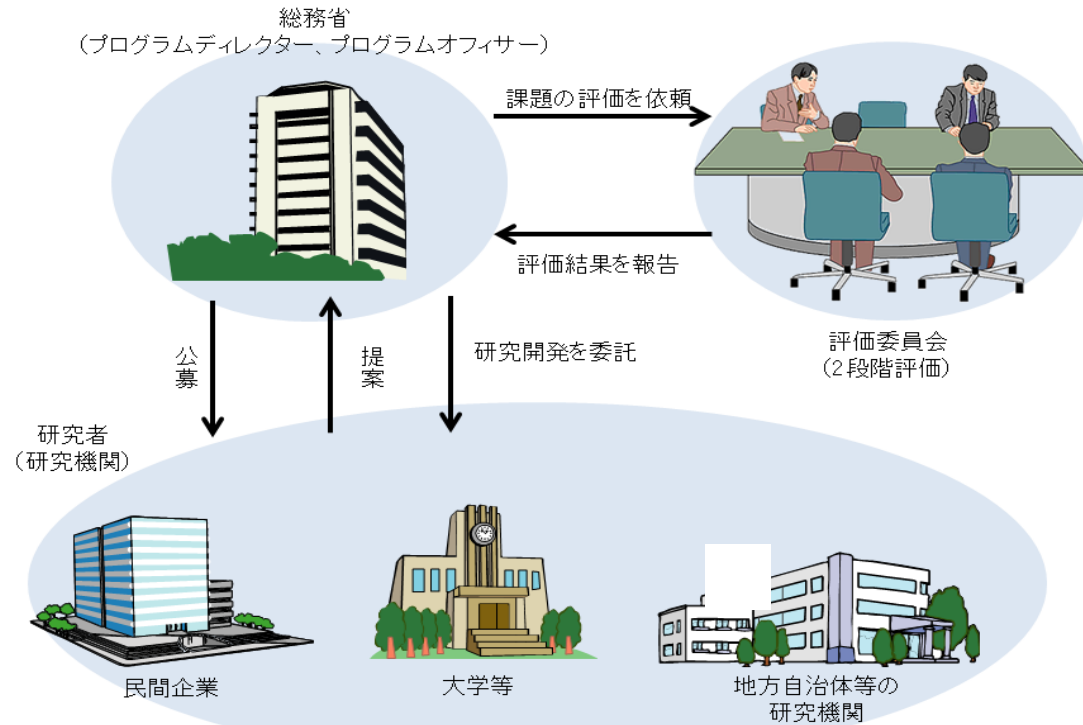 総務省
（プログラムディレクター、プログラムオフィサー）
課題の評価を依頼
評価結果を報告
評価委員会
（２段階評価）
公募
提案
研究開発を委託
研究者
（研究機関）
民間企業
大学等
地方自治体等の
研究機関